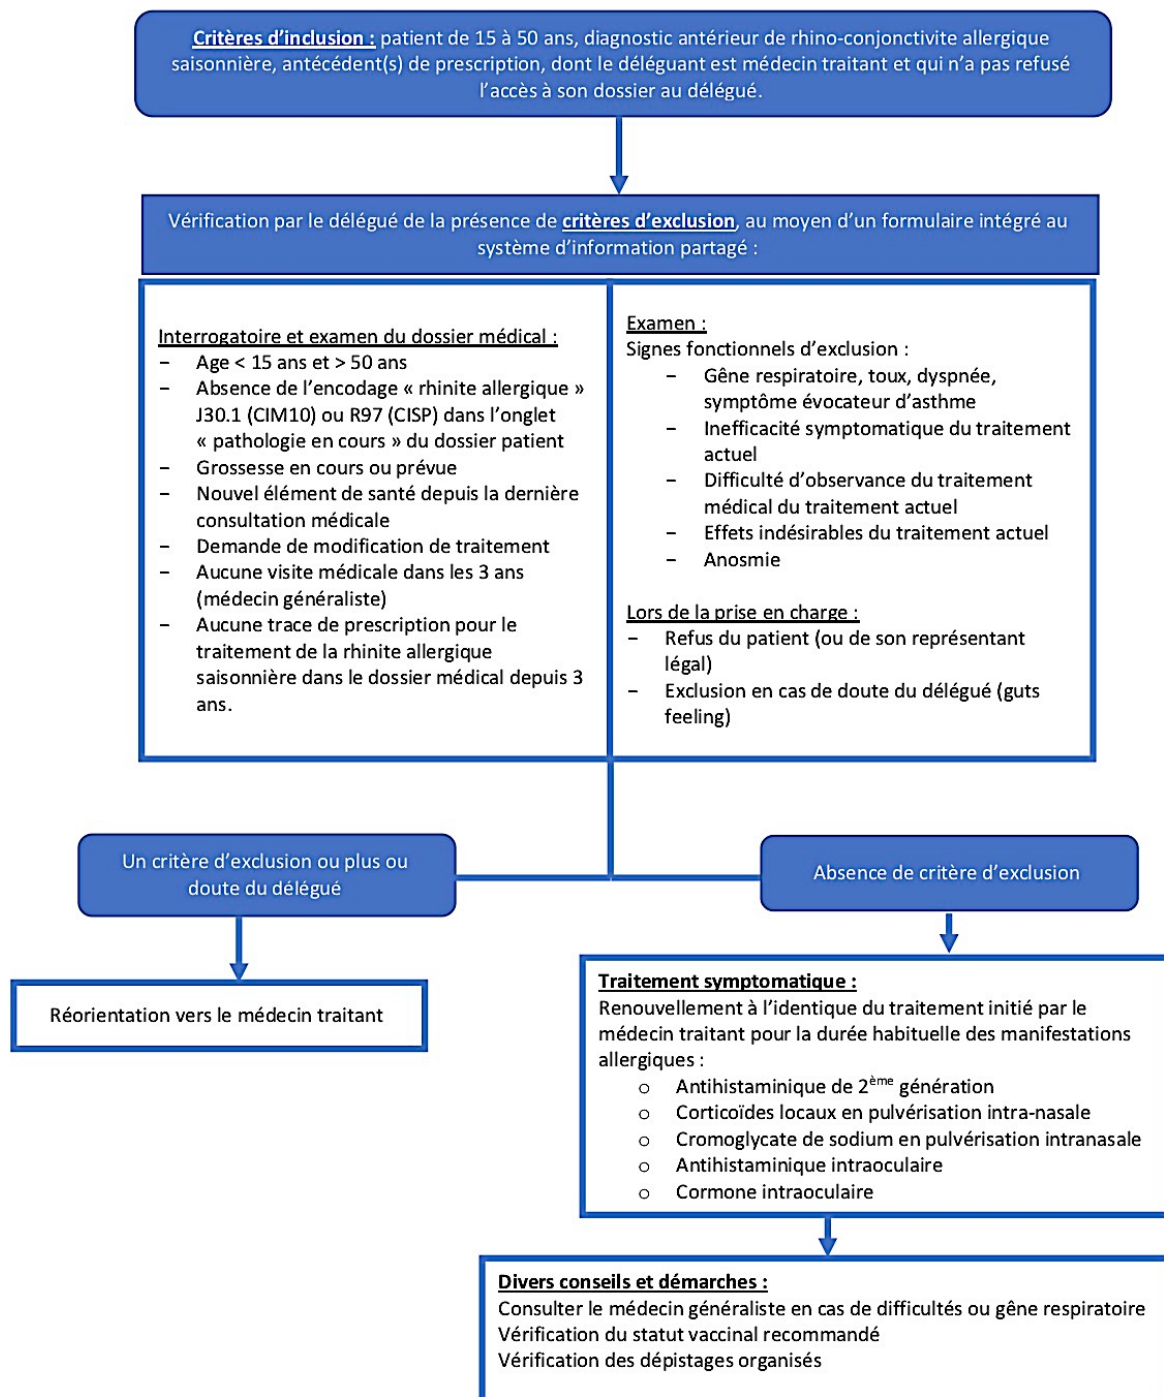 Critères d’inclusion : patient de 15 à 50 ans, diagnostic antérieur de rhino-conjonctivite allergique
saisonnière, antécédent(s) de prescription, dont le déléguant est médecin traitant et qui n’a pas refusé
l’accès à son dossier au délégué.
Vérification par le délégué de la présence de critères d’exclusion, au moyen d’un formulaire intégré au
système d’information partagé :
Interrogatoire et examen du dossier médical :
– Age < 15 ans et > 50 ans
– Absence de l’encodage « rhinite allergique »
J30.1 (CIM10) ou R97 (CISP) dans l’onglet
« pathologie en cours » du dossier patient
– Grossesse en cours ou prévue
– Nouvel élément de santé depuis la dernière
consultation médicale
– Demande de modification de traitement
– Aucune visite médicale dans les 3 ans
(médecin généraliste)
– Aucune trace de prescription pour le
traitement de la rhinite allergique
saisonnière dans le dossier médical depuis 3
ans.
Examen :
Signes fonctionnels d’exclusion :
– Gêne respiratoire, toux, dyspnée,
symptôme évocateur d’asthme
– Inefficacité symptomatique du traitement
actuel
– Difficulté d’observance du traitement
médical du traitement actuel
– Effets indésirables du traitement actuel
– Anosmie
Lors de la prise en charge :
– Refus du patient (ou de son représentant
légal)
– Exclusion en cas de doute du délégué (guts
feeling)
Un critère d’exclusion ou plus ou
doute du délégué
Absence de critère d’exclusion
Réorientation vers le médecin traitant
Traitement symptomatique :
Renouvellement à l’identique du traitement initié par le
médecin traitant pour la durée habituelle des manifestations
allergiques :
o Antihistaminique de 2ème génération
o Corticoïdes locaux en pulvérisation intra-nasale
o Cromoglycate de sodium en pulvérisation intranasale
o Antihistaminique intraoculaire
o Cormone intraoculaire
Divers conseils et démarches :
Consulter le médecin généraliste en cas de difficultés ou gêne respiratoire
Vérification du statut vaccinal recommandé
Vérification des dépistages organisés